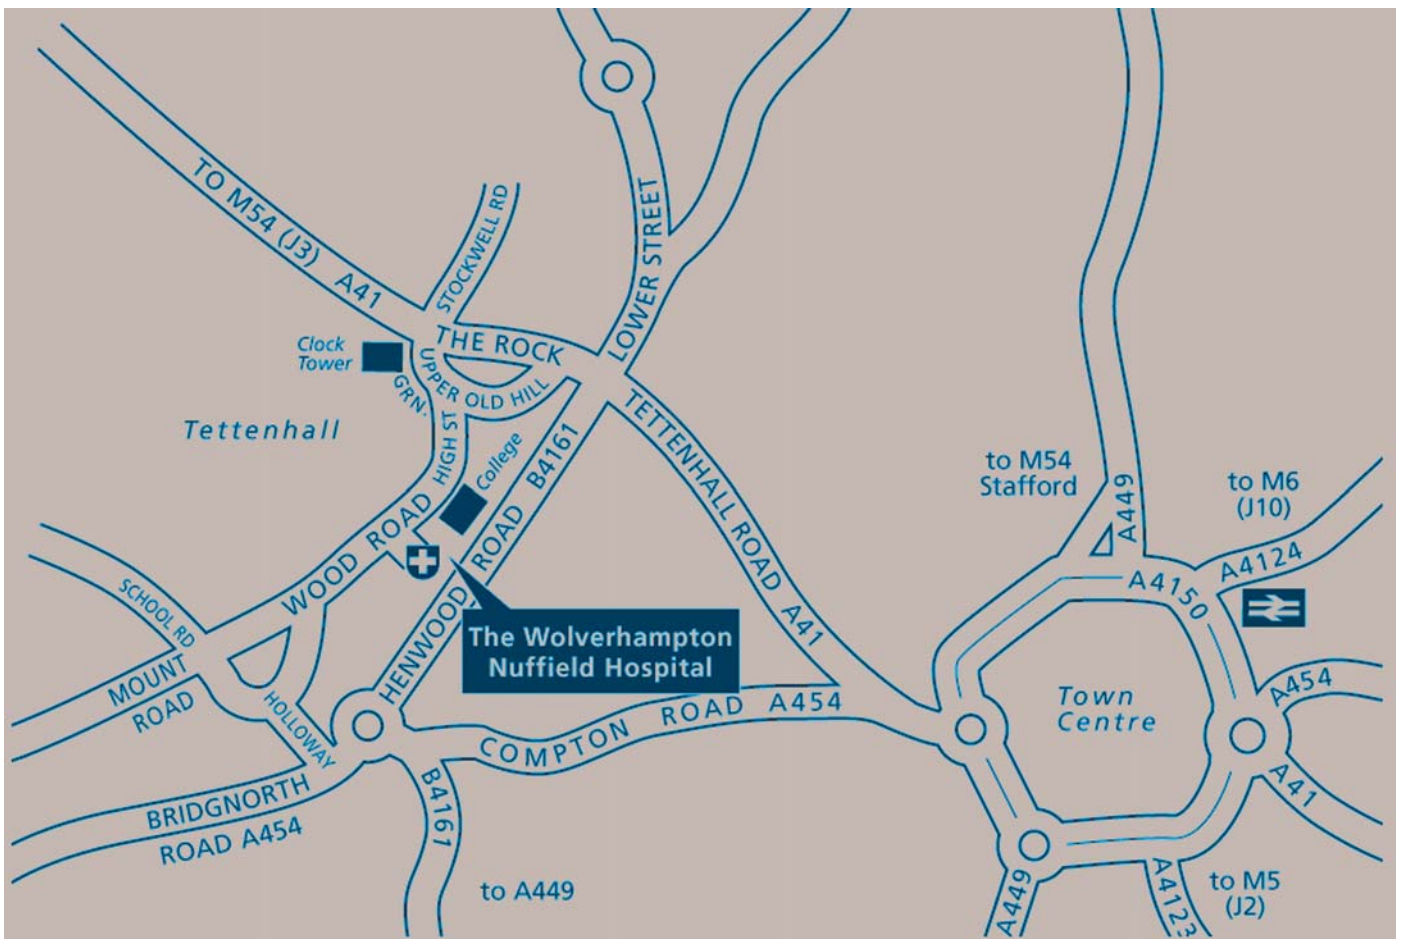 TO M54 (J3) A41
STOCKWELL RD
LOWER STREET
Clock
Tower
THE ROCK
UPPER OLD HILL
GRN.
Tettenhall
HIGH ST
College
HENWOOD ROAD B4161
TETTENHALL ROAD A41
to M54
Stafford
A449
to M6
(J10)
A4124
A4150
WOOD ROAD
SCHOOL RD
The Wolverhampton
Nuffield Hospital
MOUNT
ROAD
HOLLOWAY
COMPTON ROAD A454
Town
Centre
A454
A41
BRIDGNORTH
ROAD A454
B4161
to A449
A449
A4123
to M5
(J2)